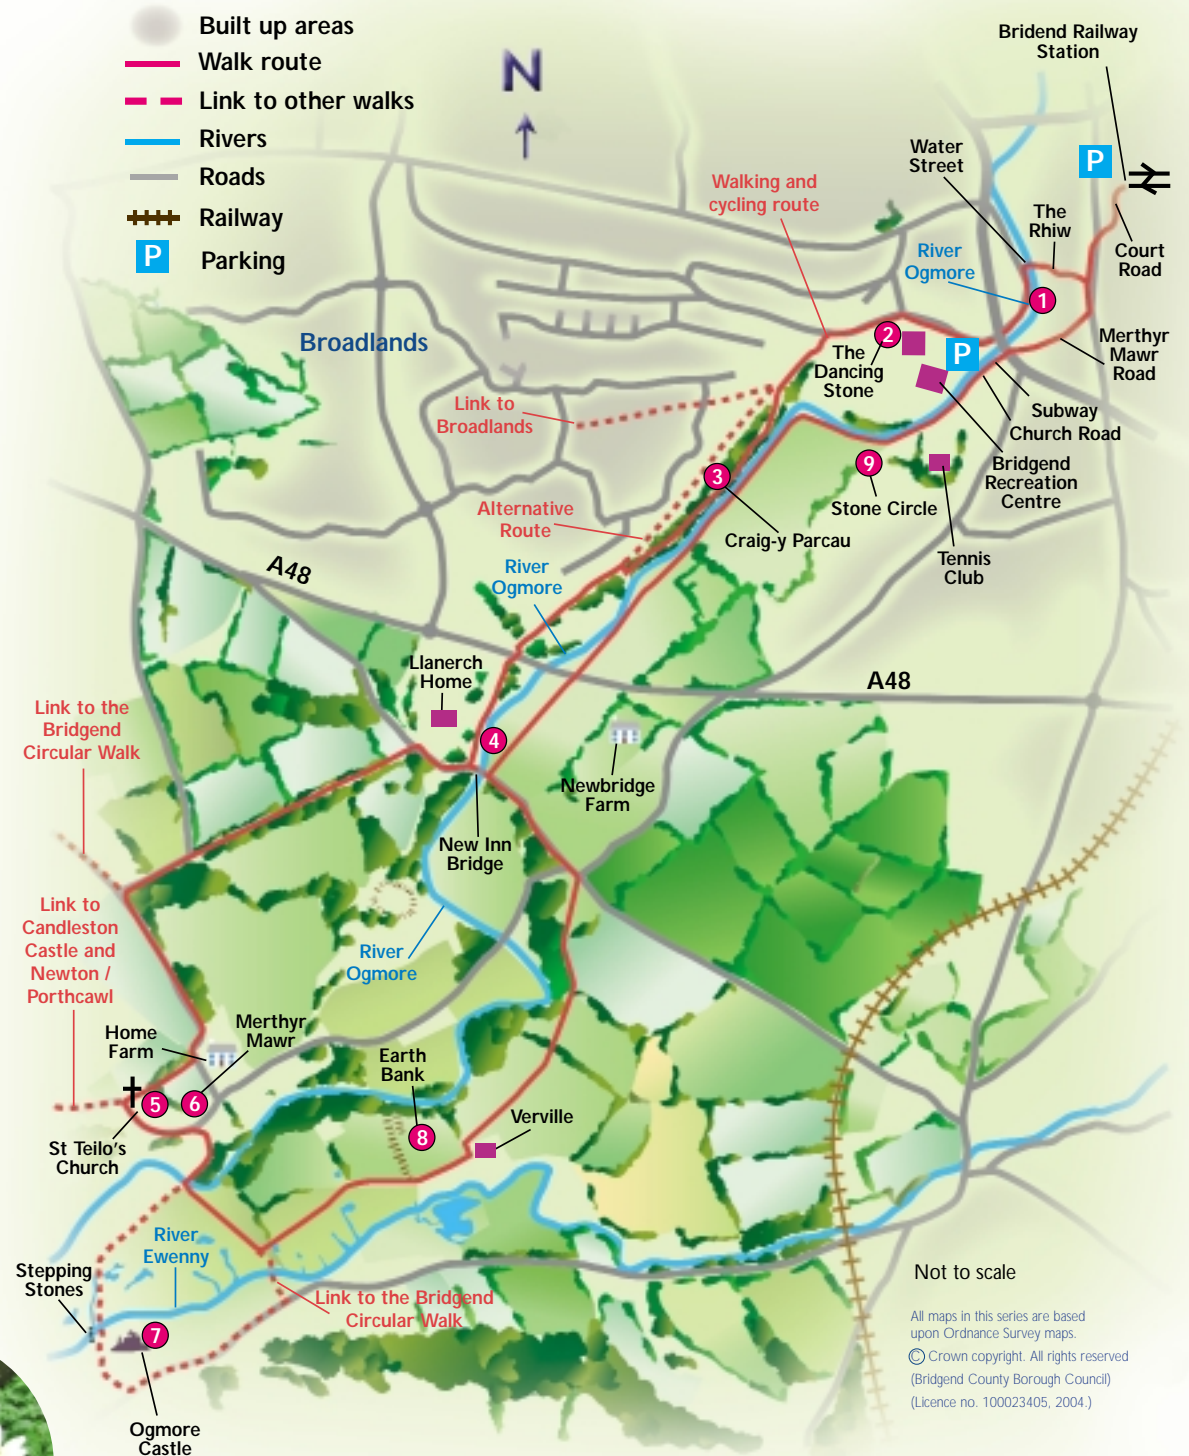 Built up areas
Walk route
Link to other walks
Rivers
Roads
Railway
P Parking
N
Bridend Railway
Station
Water
Street
P
The
Rhiw
Court
Road
Walking and
cycling route
River
Ogmore
1
2
The
Dancing
Stone
P
Merthyr
Mawr
Road
Broadlands
Link to
Broadlands
Subway
Church Road
Bridgend
Recreation
Centre
3
9
Stone Circle
Alternative
Route
Craig-y Parcau
Tennis
Club
A48
River
Ogmore
Llanerch
Home
A48
Link to the
Bridgend
Circular Walk
4
Newbridge
Farm
New Inn
Bridge
Link to
Candleston
Castle and
Newton /
Porthcawl
River
Ogmore
Home
Farm
Merthyr
Mawr
Earth
Bank
5
6
8
Verville
St Teilo's
Church
River
Ewenny
Stepping
Stones
Link to the Bridgend
Circular Walk
7
Ogmore
Castle
Not to scale
All maps in this series are based
upon Ordnance Survey maps.
© Crown copyright. All rights reserved
(Bridgend County Borough Council)
(Licence no. 100023405, 2004.)